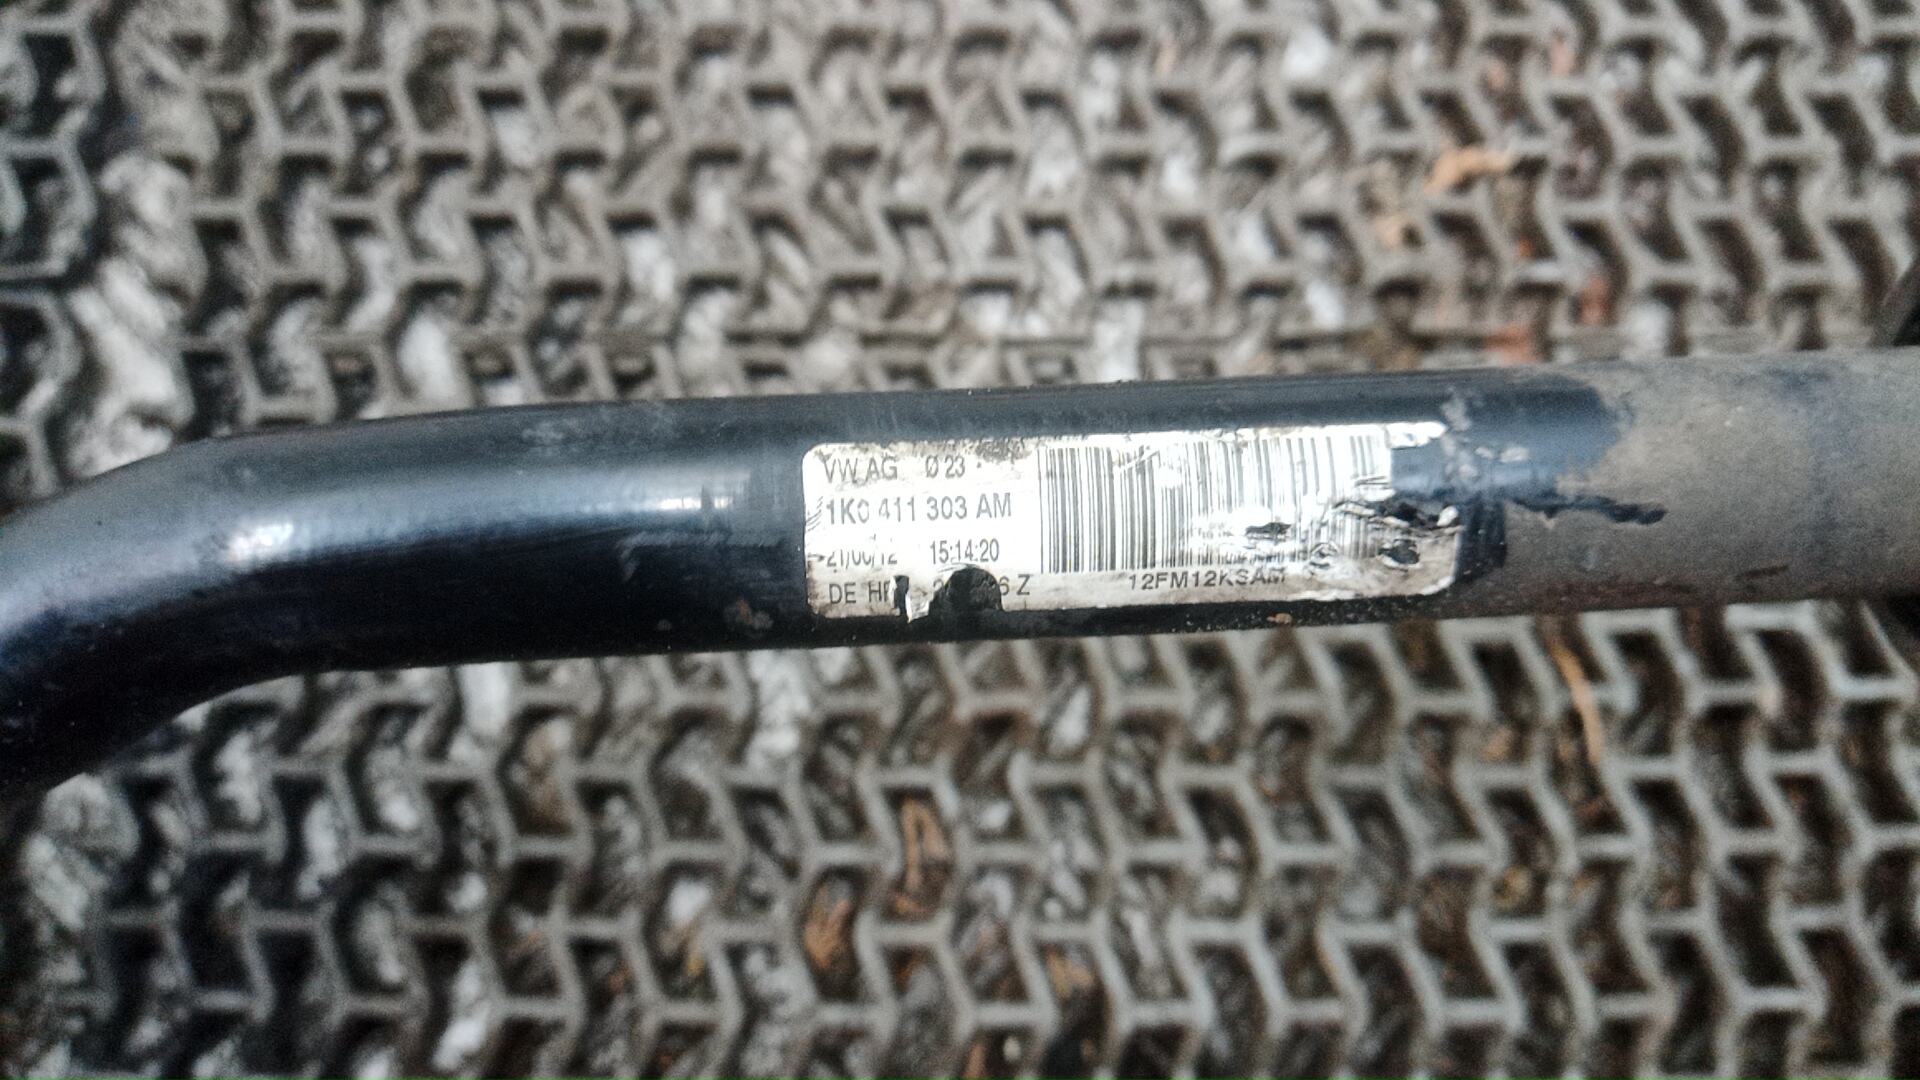 VW AG Ø 23
1K0 411 303 AM
15:14:20
DE Z
12FM12KSAM